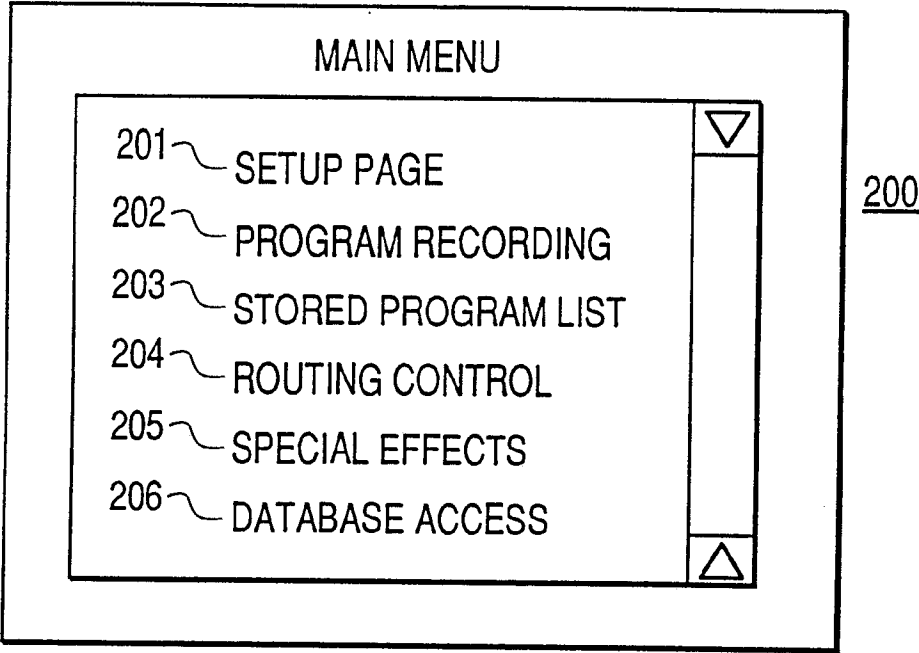 MAIN MENU
201 SETUP PAGE
200
202 PROGRAM RECORDING
203 STORED PROGRAM LIST
204 ROUTING CONTROL
205 SPECIAL EFFECTS
206 DATABASE ACCESS